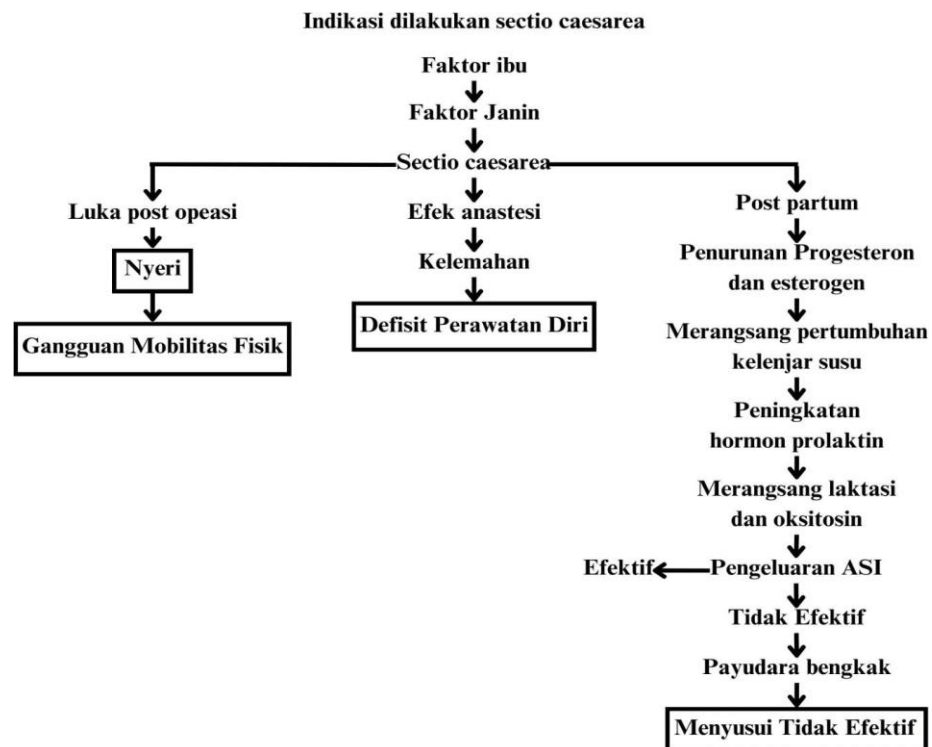 Indikasi dilakukan sectio caesarea
Faktor ibu
Faktor Janin
Sectio caesarea
Luka post opeasi
Nyeri
Gangguan Mobilitas Fisik
Efek anastesi
Kelemahan
Defisit Perawatan Diri
Post partum
Penurunan Progesteron
dan esterogen
Merangsang pertumbuhan
kelenjar susu
Peningkatan
hormon prolaktin
Merangsang laktasi
dan oksitosin
Pengeluaran ASI
Efektif
Tidak Efektif
Payudara bengkak
Menyusui Tidak Efektif